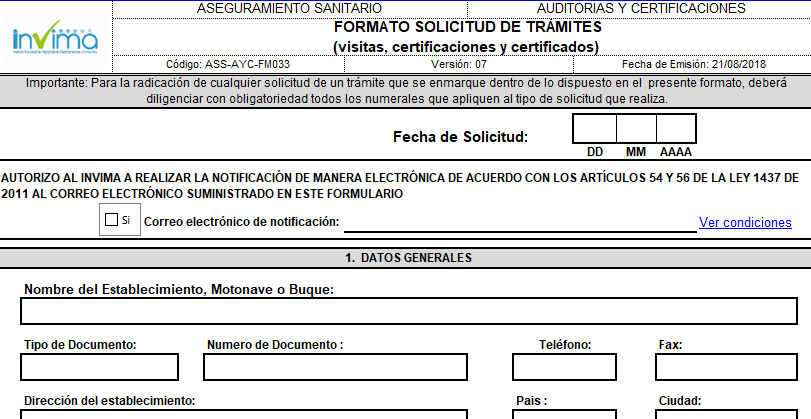 ASEGURAMIENTO SANITARIO
AUDITORIAS Y CERTIFICACIONES
invima
FORMATO SOLICITUD DE TRÁMITES
(visitas, certificaciones y certificados)
Código: ASS-AYC-FM033
Versión: 07
Fecha de Emisión: 21/08/2018
Importante: Para la radicación de cualquier solicitud de un trámite que se enmarque dentro de lo dispuesto en el presente formato, deberá
diligenciar con obligatoriedad todos los numerales que apliquen al tipo de solicitud que realiza.
Fecha de Solicitud:
DD MM AAAA
AUTORIZO AL INVIMA A REALIZAR LA NOTIFICACIÓN DE MANERA ELECTRÓNICA DE ACUERDO CON LOS ARTÍCULOS 54 Y 56 DE LA LEY 1437 DE
2011 AL CORREO ELECTRÓNICO SUMINISTRADO EN ESTE FORMULARIO
Si Correo electrónico de notificación: Ver condiciones
1. DATOS GENERALES
Nombre del Establecimiento, Motonave o Buque:
Tipo de Documento: Numero de Documento : Teléfono: Fax:
Dirección del establecimiento: Pais : Ciudad: